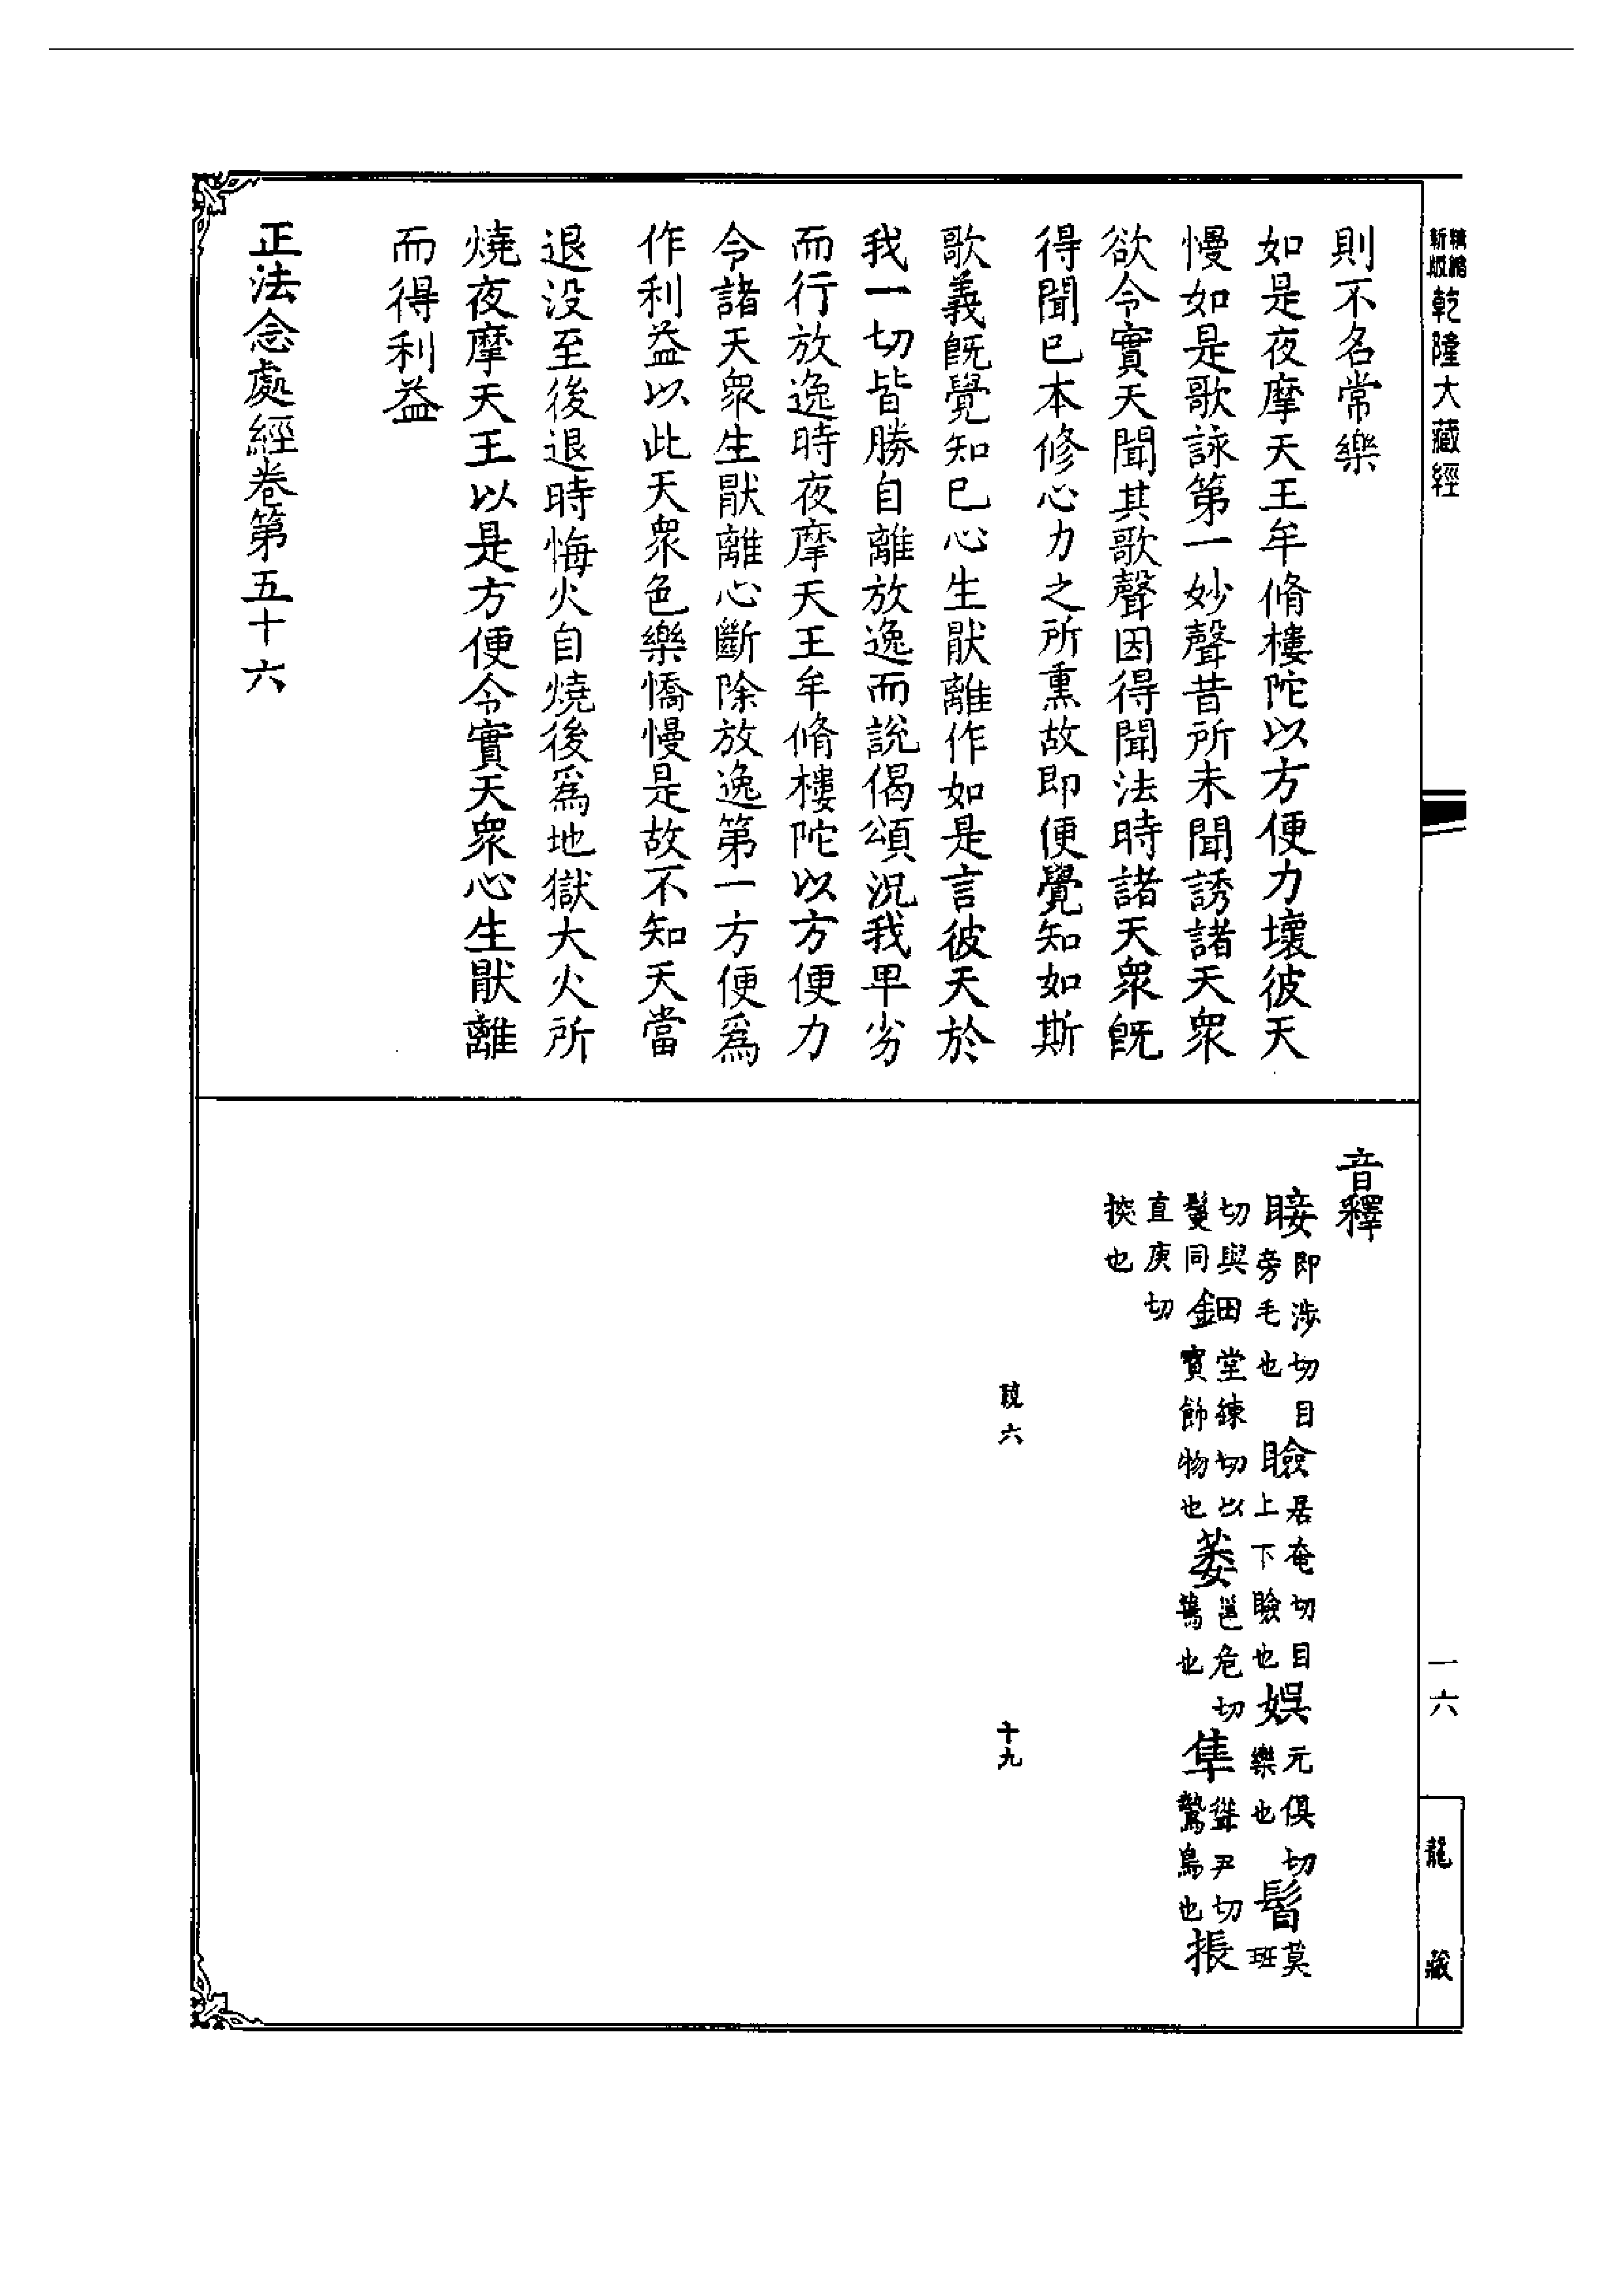 精縮新版乾隆大藏經
則不名常樂
如是夜摩天王牟脩樓陀以方便力壞彼天
慢如是歌詠第一妙聲昔所未聞誘諸天衆
欲令實天聞其歌聲因得聞法時諸天衆旣
得聞已本修心力之所熏故即便覺知如斯
歌義旣覺知已心生厭離作如是言彼天於
我一切皆勝自離放逸而說偈頌況我卑劣
而行放逸時夜摩天王牟脩樓陀以方便力
令諸天衆生厭離心斷除放逸第一方便爲
作利益以此天衆色樂憍慢是故不知天當
退没至後退時悔火自燒後爲地獄大火所
燒夜摩天王以是方便令實天衆心生厭離
而得利益
正法念處經卷第五十六
音釋
睫即涉切目旁毛也 瞼居奄切目上下瞼也 娛元俱切樂也 髾莫班
切與鬘同 鈿堂練切以寶飾物也 萎邕危切蔫也 隼聳尹切鷙鳥也 掁
直庚切
揬也
説六
十九
一六
龍藏